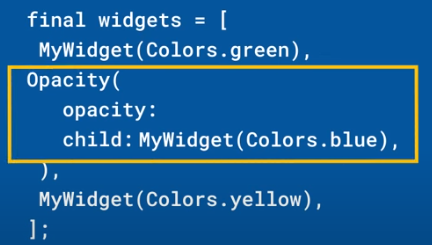 final widgets = [
MyWidget(Colors.green),
Opacity(
opacity:
child: MyWidget(Colors.blue),
),
MyWidget(Colors.yellow),
];